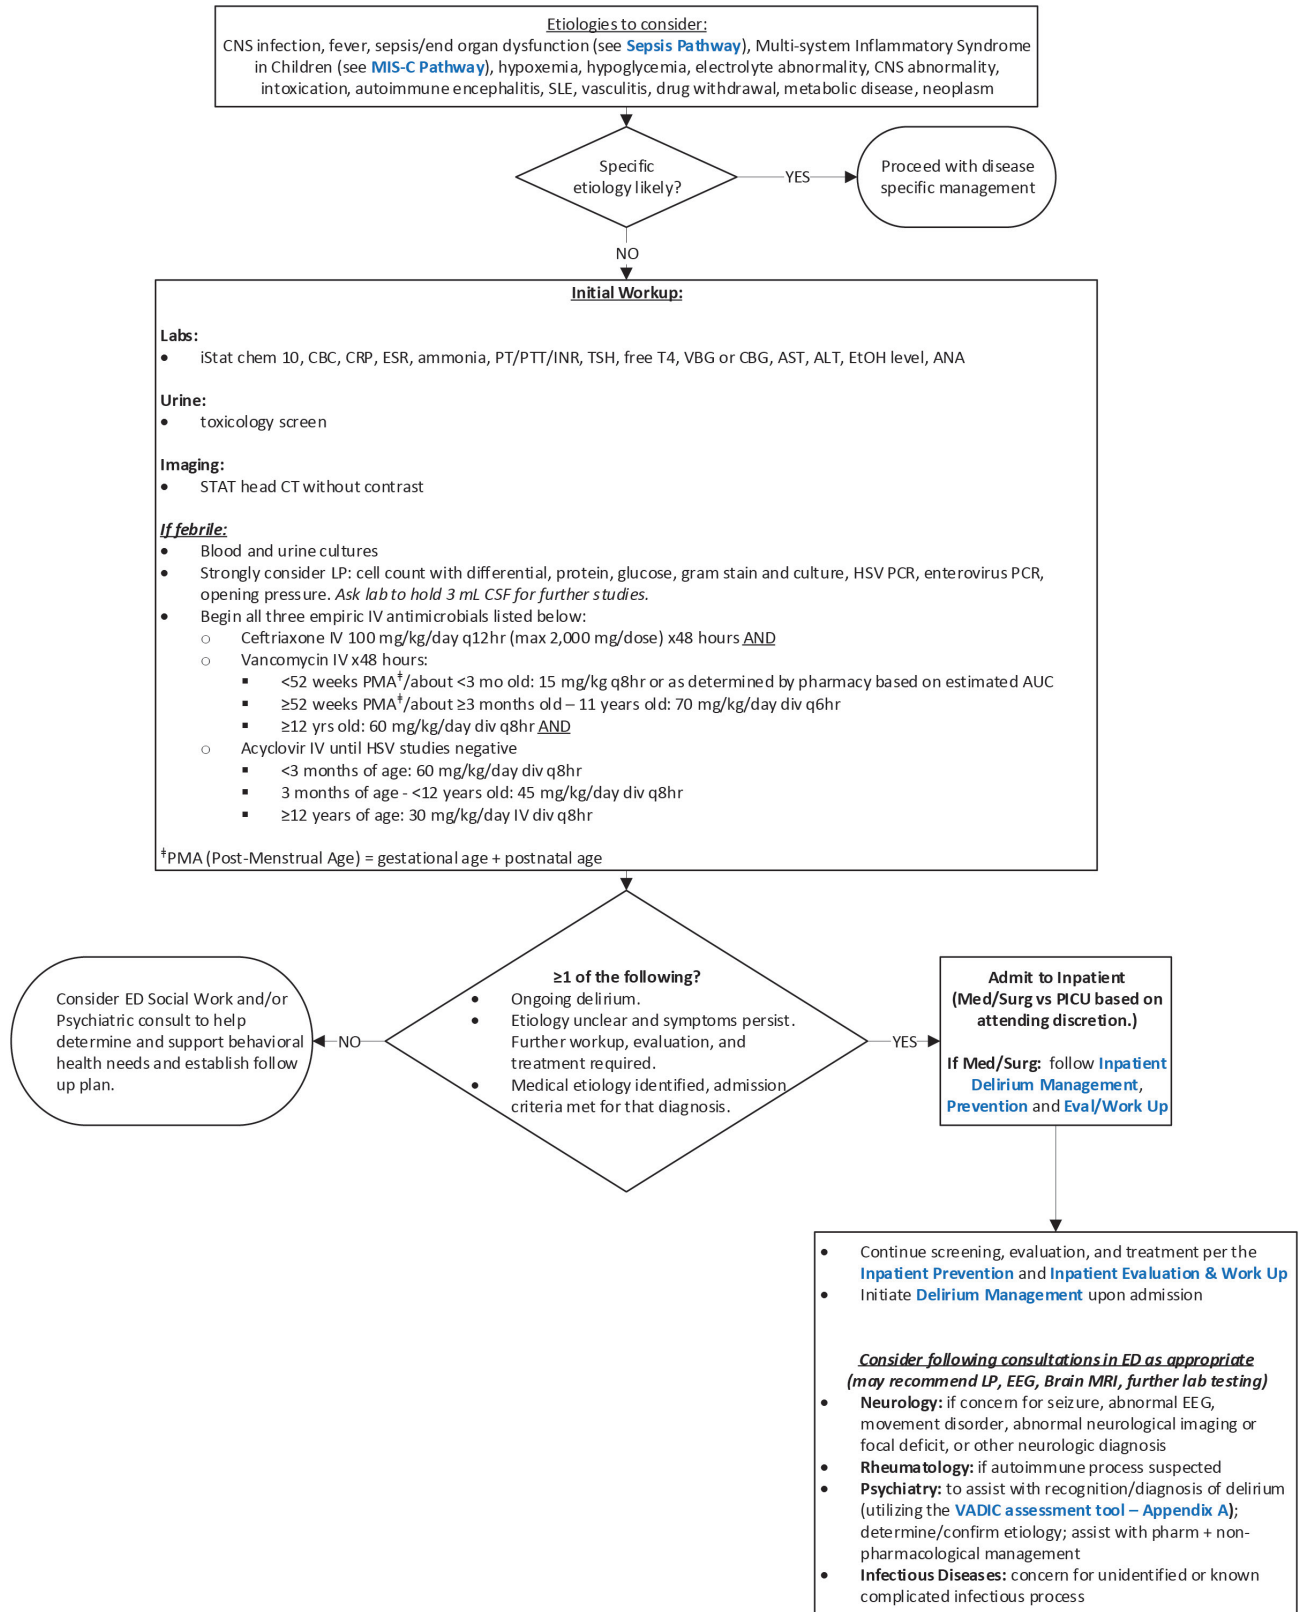 Etiologies to consider:
CNS infection, fever, sepsis/end organ dysfunction (see Sepsis Pathway), Multi-system Inflammatory Syndrome
in Children (see MIS-C Pathway), hypoxemia, hypoglycemia, electrolyte abnormality, CNS abnormality,
intoxication, autoimmune encephalitis, SLE, vasculitis, drug withdrawal, metabolic disease, neoplasm
Specific
etiology likely?
YES
Proceed with disease
specific management
NO
Initial Workup:
Labs:
• iStat chem 10, CBC, CRP, ESR, ammonia, PT/PTT/INR, TSH, free T4, VBG or CBG, AST, ALT, EtOH level, ANA
Urine:
• toxicology screen
Imaging:
• STAT head CT without contrast
If febrile:
• Blood and urine cultures
• Strongly consider LP: cell count with differential, protein, glucose, gram stain and culture, HSV PCR, enterovirus PCR,
opening pressure. Ask lab to hold 3 mL CSF for further studies.
• Begin all three empiric IV antimicrobials listed below:
○ Ceftriaxone IV 100 mg/kg/day q12hr (max 2,000 mg/dose) x48 hours AND
○ Vancomycin IV x48 hours:
▪ <52 weeks PMA‡/about <3 mo old: 15 mg/kg q8hr or as determined by pharmacy based on estimated AUC
▪ ≥52 weeks PMA‡/about ≥3 months old – 11 years old: 70 mg/kg/day div q6hr
▪ ≥12 yrs old: 60 mg/kg/day div q8hr AND
○ Acyclovir IV until HSV studies negative
▪ <3 months of age: 60 mg/kg/day div q8hr
▪ 3 months of age - <12 years old: 45 mg/kg/day div q8hr
▪ ≥12 years of age: 30 mg/kg/day IV div q8hr
‡PMA (Post-Menstrual Age) = gestational age + postnatal age
≥1 of the following?
• Ongoing delirium.
• Etiology unclear and symptoms persist.
Further workup, evaluation, and
treatment required.
• Medical etiology identified, admission
criteria met for that diagnosis.
NO
Consider ED Social Work and/or
Psychiatric consult to help
determine and support behavioral
health needs and establish follow
up plan.
YES
Admit to Inpatient
(Med/Surg vs PICU based on
attending discretion.)
If Med/Surg: follow Inpatient
Delirium Management,
Prevention and Eval/Work Up
• Continue screening, evaluation, and treatment per the
Inpatient Prevention and Inpatient Evaluation & Work Up
• Initiate Delirium Management upon admission
Consider following consultations in ED as appropriate
(may recommend LP, EEG, Brain MRI, further lab testing)
• Neurology: if concern for seizure, abnormal EEG,
movement disorder, abnormal neurological imaging or
focal deficit, or other neurologic diagnosis
• Rheumatology: if autoimmune process suspected
• Psychiatry: to assist with recognition/diagnosis of delirium
(utilizing the VADIC assessment tool – Appendix A);
determine/confirm etiology; assist with pharm + non-
pharmacological management
• Infectious Diseases: concern for unidentified or known
complicated infectious process